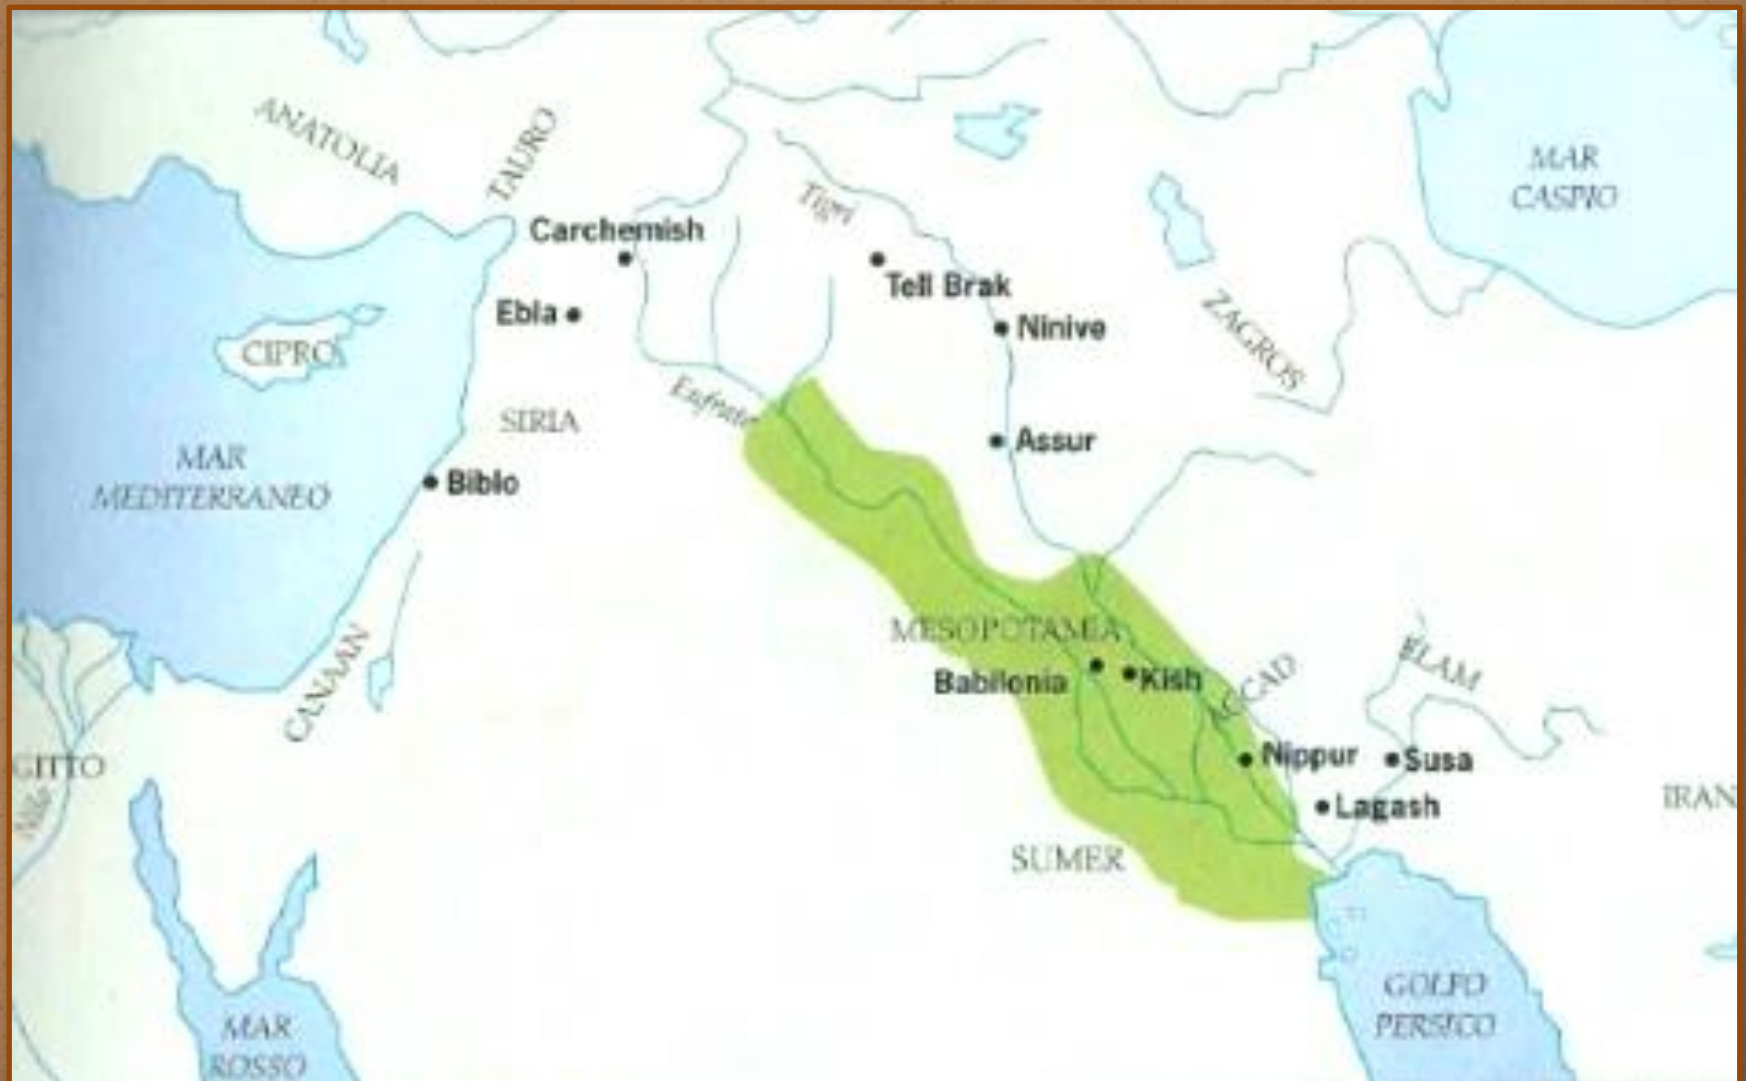 ANATOLIA
TAURO
MAR
CASPIO
Tigri
Carchemish
Tell Brak
Ebla
Ninive
ZAGROS
CIPRO
Eufrate
SIRIA
Assur
MAR
MEDITERRANEO
Biblo
MESOPOTAMIA
CANAAN
Babilonia
Kish
ACCAD
ELAM
GITTO
Nippur
Susa
Nilo
Lagash
IRAN
SUMER
GOLFO
PERSICO
MAR
ROSSO